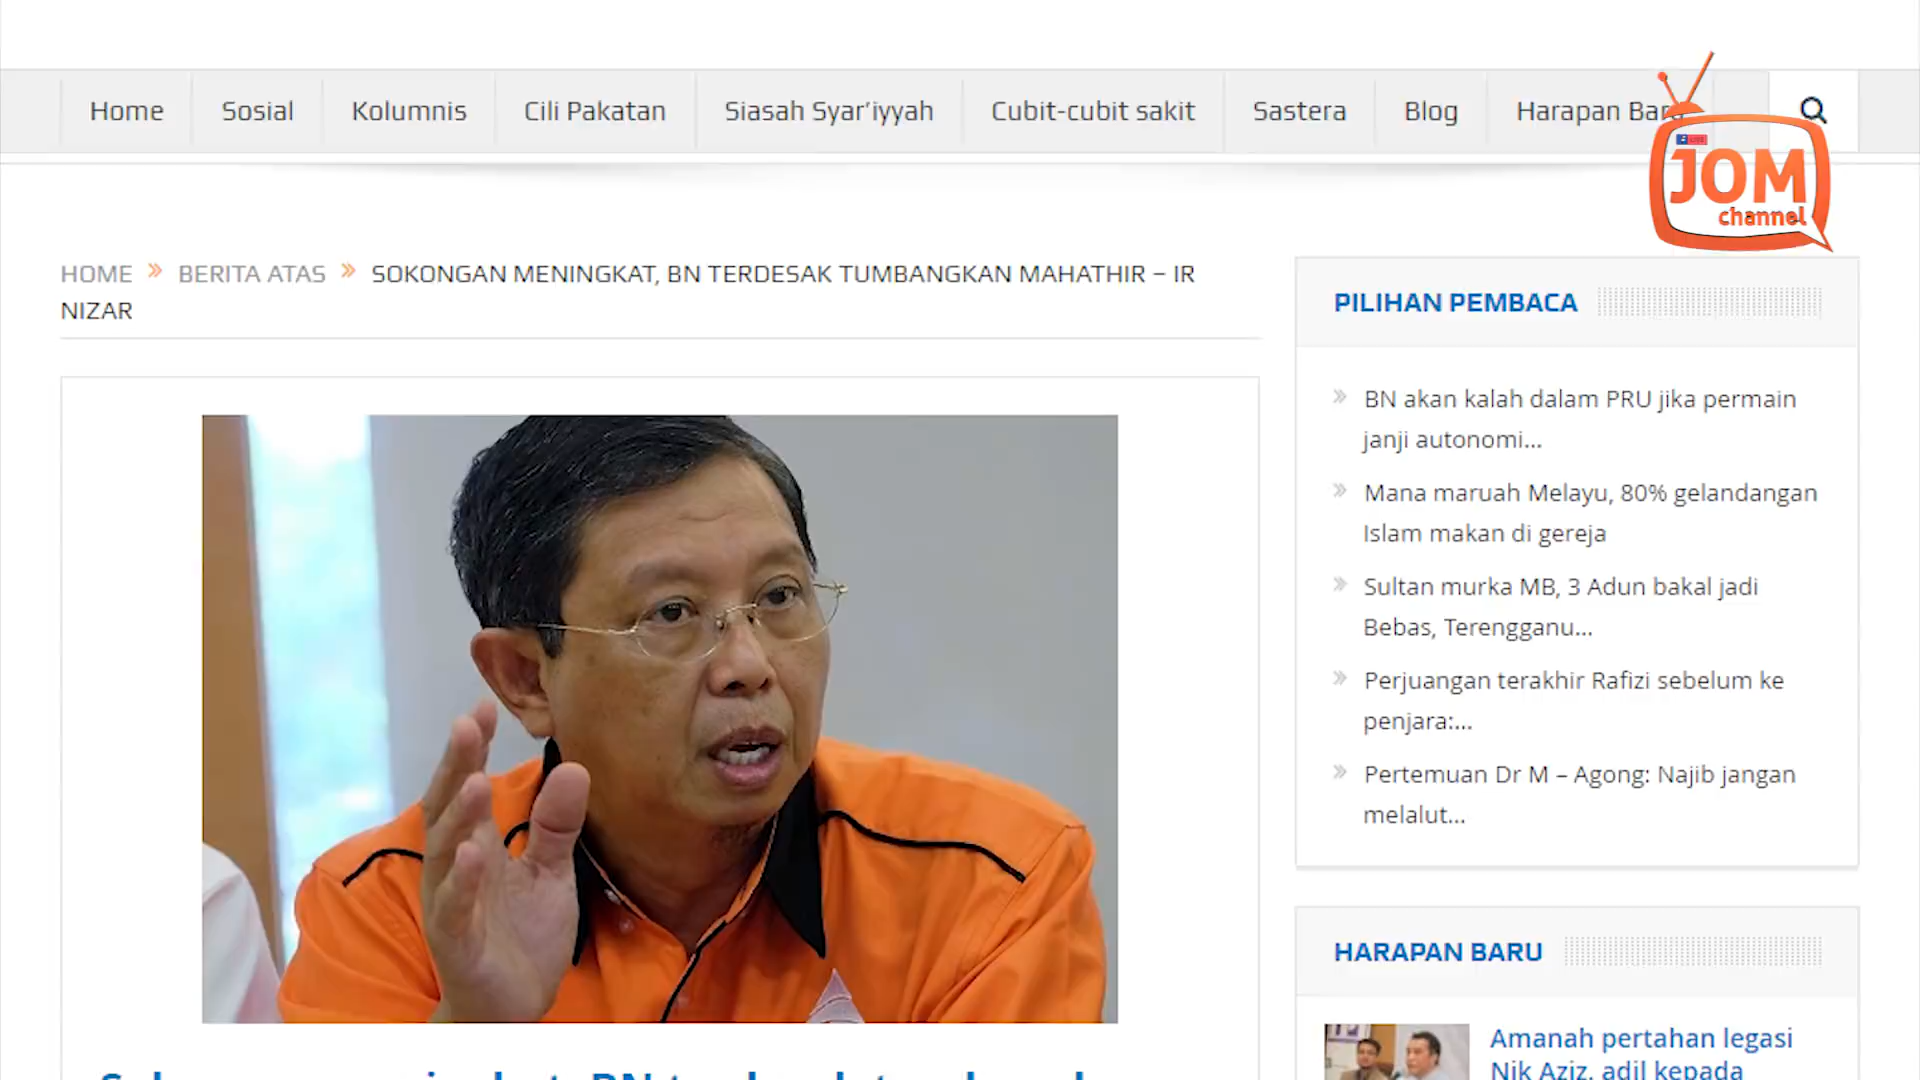 Home
Sosial
Kolumnis
Cili Pakatan
Siasah Syar'iyyah
Cubit-cubit sakit
Sastera
Blog
Harapan Baru
JOM
channel
HOME » BERITA ATAS » SOKONGAN MENINGKAT, BN TERDESAK TUMBANGKAN MAHATHIR – IR
NIZAR
PILIHAN PEMBACA
BN akan kalah dalam PRU jika permain
janji autonomi...
Mana maruah Melayu, 80% gelandangan
Islam makan di gereja
Sultan murka MB, 3 Adun bakal jadi
Bebas, Terengganu...
Perjuangan terakhir Rafizi sebelum ke
penjara:...
Pertemuan Dr M – Agong: Najib jangan
melalut...
HARAPAN BARU
Amanah pertahan legasi
Nik Aziz, adil kepada